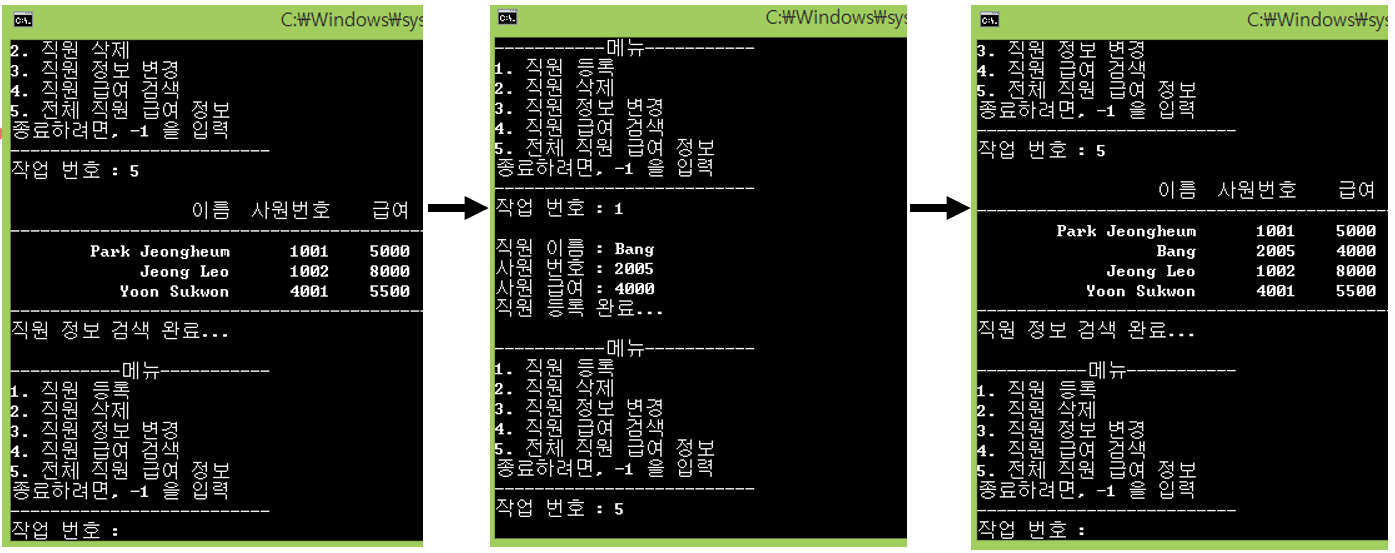 C:₩Windows₩sys
2. 직원 삭제
3. 직원 정보 변경
4. 직원 급여 검색
5. 전체 직원 급여 정보
종료하려면, -1 을 입력
--------------------------
작업 번호 : 5
이름 사원번호 급여
------------------------------------------
Park Jeongheum 1001 5000
Jeong Leo 1002 8000
Yoon Sukwon 4001 5500
------------------------------------------
직원 정보 검색 완료...
-----------메뉴-----------
1. 직원 등록
2. 직원 삭제
3. 직원 정보 변경
4. 직원 급여 검색
5. 전체 직원 급여 정보
종료하려면, -1 을 입력
--------------------------
작업 번호 :
C:₩Windows₩sys
-----------메뉴-----------
1. 직원 등록
2. 직원 삭제
3. 직원 정보 변경
4. 직원 급여 검색
5. 전체 직원 급여 정보
종료하려면, -1 을 입력
--------------------------
작업 번호 : 1
직원 이름 : Bang
사원 번호 : 2005
사원 급여 : 4000
직원 등록 완료...
-----------메뉴-----------
1. 직원 등록
2. 직원 삭제
3. 직원 정보 변경
4. 직원 급여 검색
5. 전체 직원 급여 정보
종료하려면, -1 을 입력
--------------------------
작업 번호 : 5
C:₩Windows₩sys
3. 직원 정보 변경
4. 직원 급여 검색
5. 전체 직원 급여 정보
종료하려면, -1 을 입력
--------------------------
작업 번호 : 5
이름 사원번호 급여
------------------------------------------
Park Jeongheum 1001 5000
Bang 2005 4000
Jeong Leo 1002 8000
Yoon Sukwon 4001 5500
------------------------------------------
직원 정보 검색 완료...
-----------메뉴-----------
1. 직원 등록
2. 직원 삭제
3. 직원 정보 변경
4. 직원 급여 검색
5. 전체 직원 급여 정보
종료하려면, -1 을 입력
--------------------------
작업 번호 :